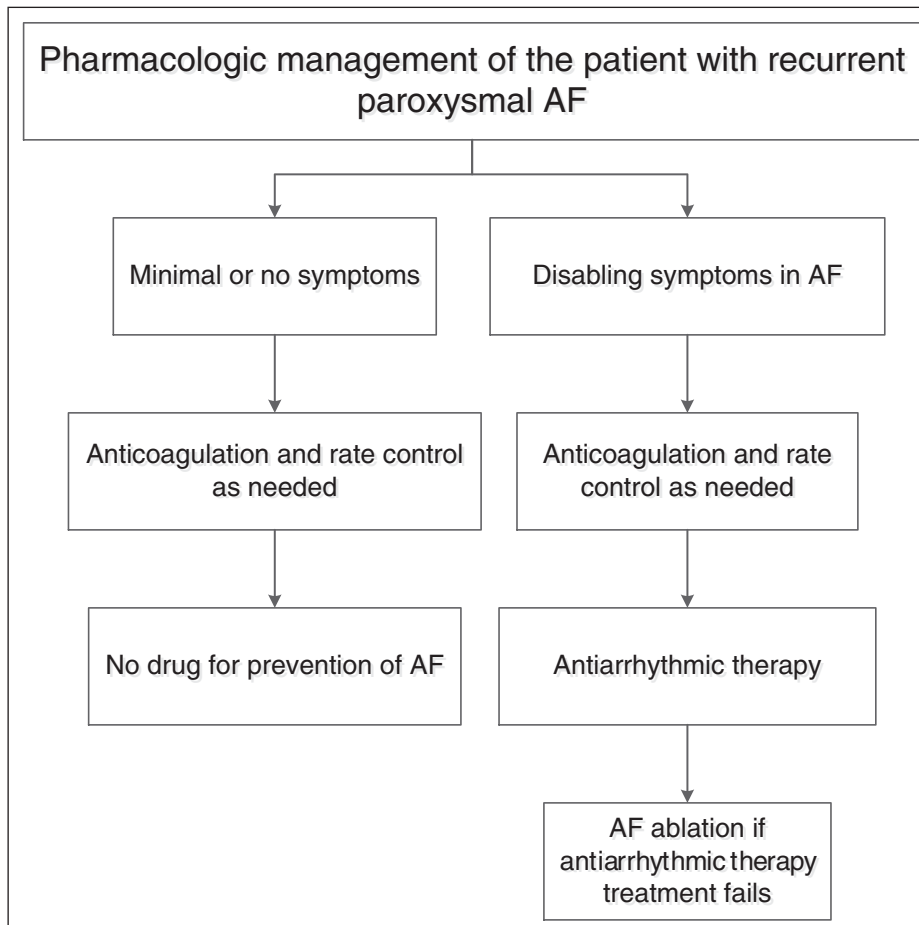 Pharmacologic management of the patient with recurrent
paroxysmal AF
Minimal or no symptoms
Disabling symptoms in AF
Anticoagulation and rate control
as needed
Anticoagulation and rate
control as needed
No drug for prevention of AF
Antiarrhythmic therapy
AF ablation if
antiarrhythmic therapy
treatment fails